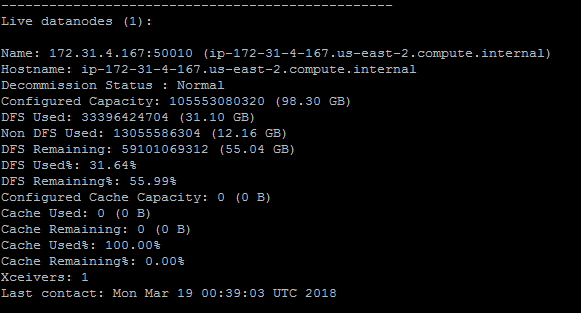 -------------------------------------------------
Live datanodes (1):

Name: 172.31.4.167:50010 (ip-172-31-4-167.us-east-2.compute.internal)
Hostname: ip-172-31-4-167.us-east-2.compute.internal
Decommission Status : Normal
Configured Capacity: 105553080320 (98.30 GB)
DFS Used: 33396424704 (31.10 GB)
Non DFS Used: 13055586304 (12.16 GB)
DFS Remaining: 59101069312 (55.04 GB)
DFS Used%: 31.64%
DFS Remaining%: 55.99%
Configured Cache Capacity: 0 (0 B)
Cache Used: 0 (0 B)
Cache Remaining: 0 (0 B)
Cache Used%: 100.00%
Cache Remaining%: 0.00%
Xceivers: 1
Last contact: Mon Mar 19 00:39:03 UTC 2018